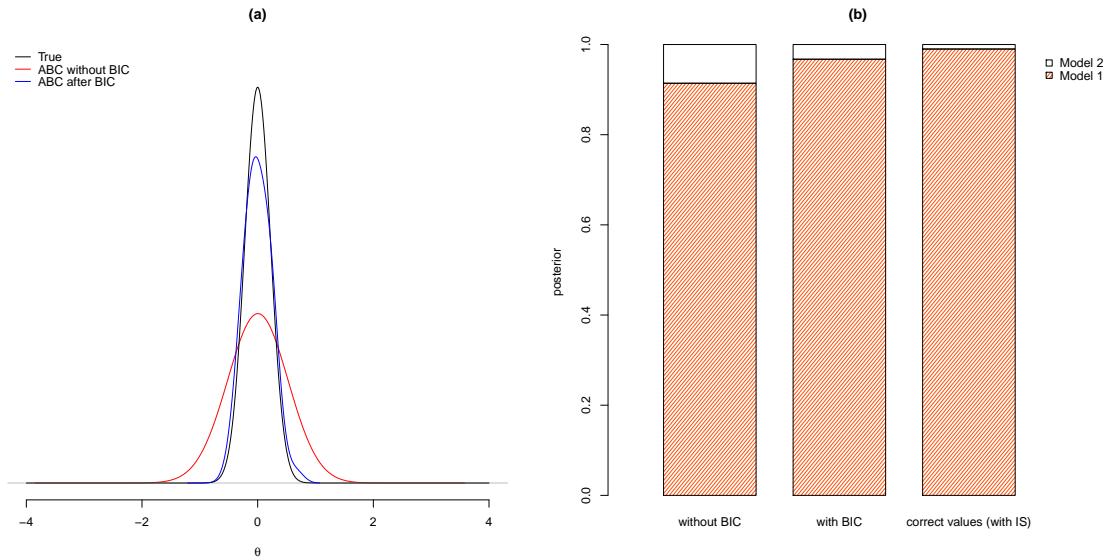 (a)
True
ABC without BIC
ABC after BIC
−4 −2 0 2 4
θ
(b)
1.0
0.8
0.6
0.4
0.2
0.0
posterior
Model 2
Model 1
without BIC with BIC correct values (with IS)